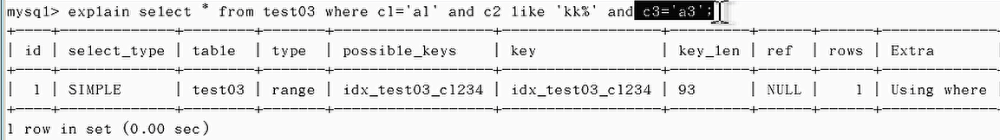 mysql> explain select * from test03 where c1='a1' and c2 like 'kk%' and c3='a3';
+----+-------------+--------+-------+------------------+------------------+---------+------+------+-------------
| id | select_type | table | type | possible_keys | key | key_len | ref | rows | Extra
+----+-------------+--------+-------+------------------+------------------+---------+------+------+-------------
| 1 | SIMPLE | test03 | range | idx_test03_c1234 | idx_test03_c1234 | 93 | NULL | 1 | Using where
+----+-------------+--------+-------+------------------+------------------+---------+------+------+-------------
1 row in set (0.00 sec)